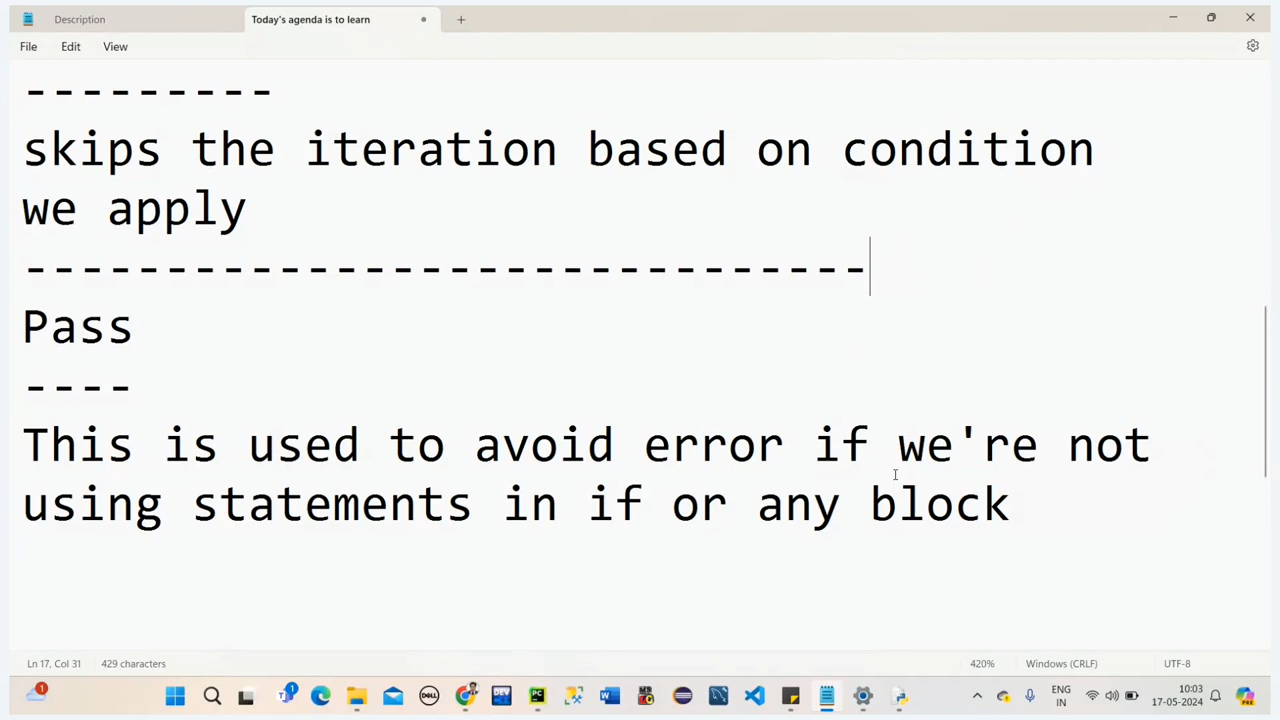 Description
Today's agenda is to learn
File Edit View
---------
skips the iteration based on condition
we apply
------------------------------
Pass
----
This is used to avoid error if we're not
using statements in if or any block
Ln 17, Col 31 429 characters 420% Windows (CRLF) UTF-8
ENG 10:03
IN 17-05-2024